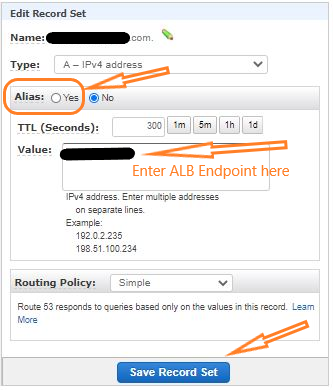 Edit Record Set
Name: com.
Type: A – IPv4 address
Alias: Yes No
TTL (Seconds): 300 1m 5m 1h 1d
Value:
Enter ALB Endpoint here
IPv4 address. Enter multiple addresses
on separate lines.
Example:
192.0.2.235
198.51.100.234
Routing Policy: Simple
Route 53 responds to queries based only on the values in this record. Learn
More
Save Record Set